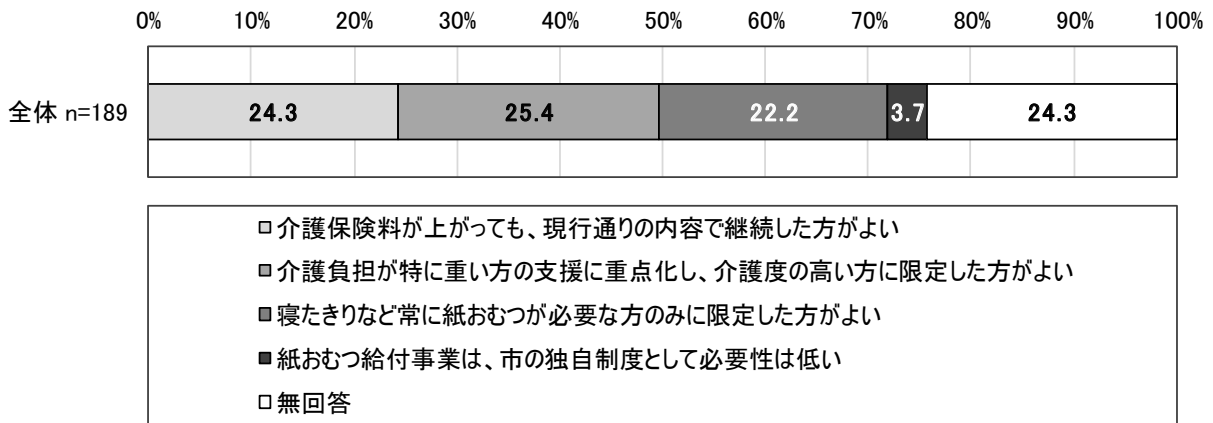 0% 10% 20% 30% 40% 50% 60% 70% 80% 90% 100%
全体 n=189 24.3 25.4 22.2 3.7 24.3
介護保険料が上がっても、現行通りの内容で継続した方がよい
介護負担が特に重い方の支援に重点化し、介護度の高い方に限定した方がよい
寝たきりなど常に紙おむつが必要な方のみに限定した方がよい
紙おむつ給付事業は、市の独自制度として必要性は低い
無回答